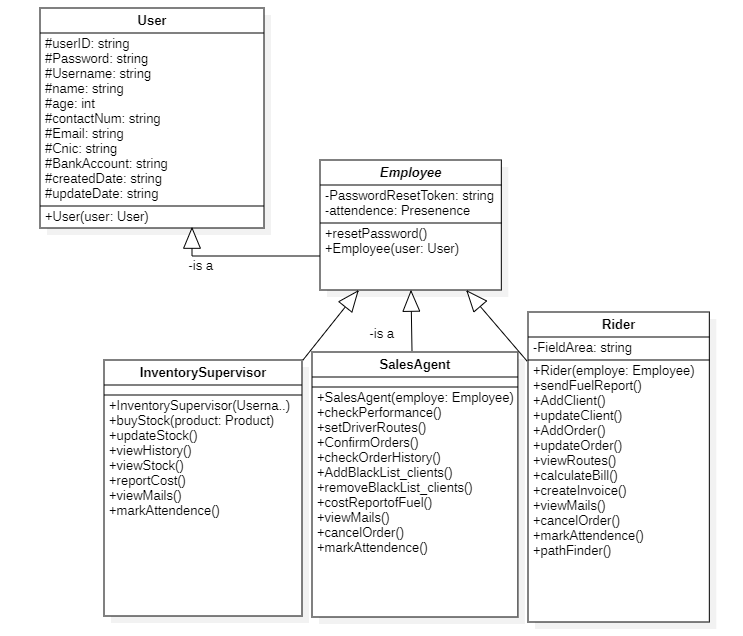 User
#userID: string
#Password: string
#Username: string
#name: string
#age: int
#contactNum: string
#Email: string
#Cnic: string
#BankAccount: string
#createdDate: string
#updateDate: string
+User(user: User)
-is a
Employee
-PasswordResetToken: string
-attendence: Presenence
+resetPassword()
+Employee(user: User)
-is a
InventorySupervisor
+InventorySupervisor(Userna..)
+buyStock(product: Product)
+updateStock()
+viewHistory()
+viewStock()
+reportCost()
+viewMails()
+markAttendence()
SalesAgent
+SalesAgent(employe: Employee)
+checkPerformance()
+setDriverRoutes()
+ConfirmOrders()
+checkOrderHistory()
+AddBlackList_clients()
+removeBlackList_clients()
+costReportofFuel()
+viewMails()
+cancelOrder()
+markAttendence()
Rider
-FieldArea: string
+Rider(employe: Employee)
+sendFuelReport()
+AddClient()
+updateClient()
+AddOrder()
+updateOrder()
+viewRoutes()
+calculateBill()
+createInvoice()
+viewMails()
+cancelOrder()
+markAttendence()
+pathFinder()